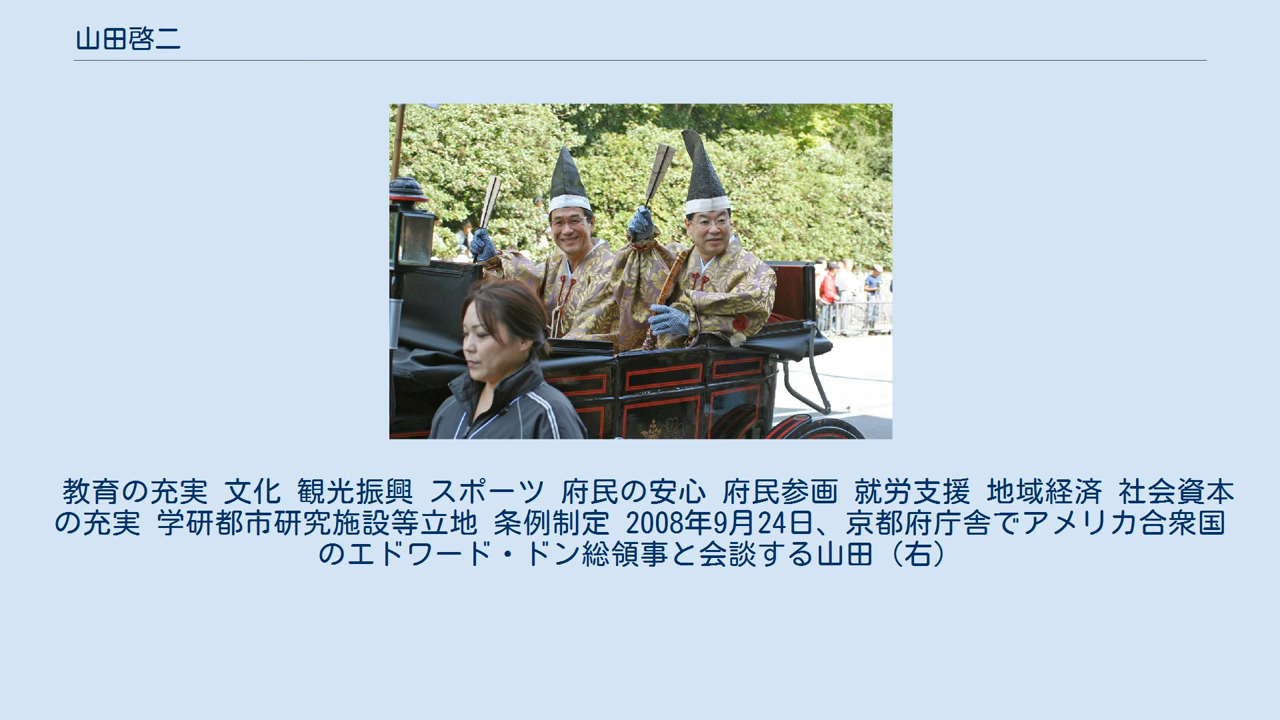 山田啓二
教育の充実 文化 観光振興 スポーツ 府民の安心 府民参画 就労支援 地域経済 社会資本
の充実 学研都市研究施設等立地 条例制定 2008年9月24日、京都府庁舎でアメリカ合衆国
のエドワード・ドン総領事と会談する山田（右）